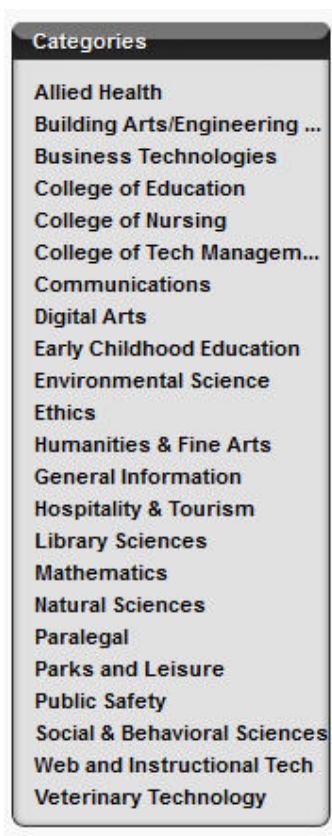 Categories
Allied Health
Building Arts/Engineering ...
Business Technologies
College of Education
College of Nursing
College of Tech Managem...
Communications
Digital Arts
Early Childhood Education
Environmental Science
Ethics
Humanities & Fine Arts
General Information
Hospitality & Tourism
Library Sciences
Mathematics
Natural Sciences
Paralegal
Parks and Leisure
Public Safety
Social & Behavioral Sciences
Web and Instructional Tech
Veterinary Technology